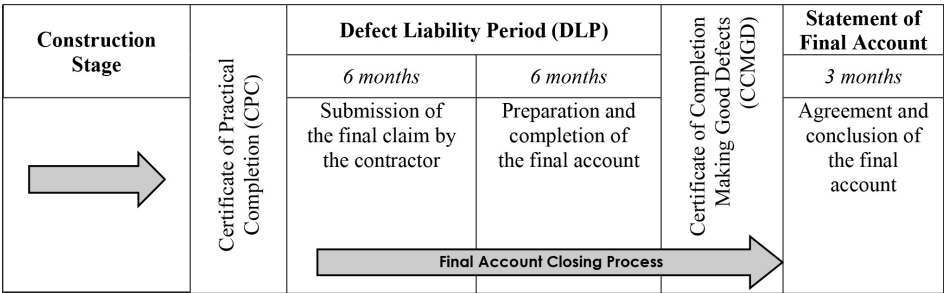 Construction
Stage
Certificate of Practical
Completion (CPC)
Defect Liability Period (DLP)
6 months
Submission of
the final claim by
the contractor
6 months
Preparation and
completion of
the final account
Certificate of Completion
Making Good Defects
(CCMGD)
Statement of
Final Account
3 months
Agreement and
conclusion of
the final
account
Final Account Closing Process